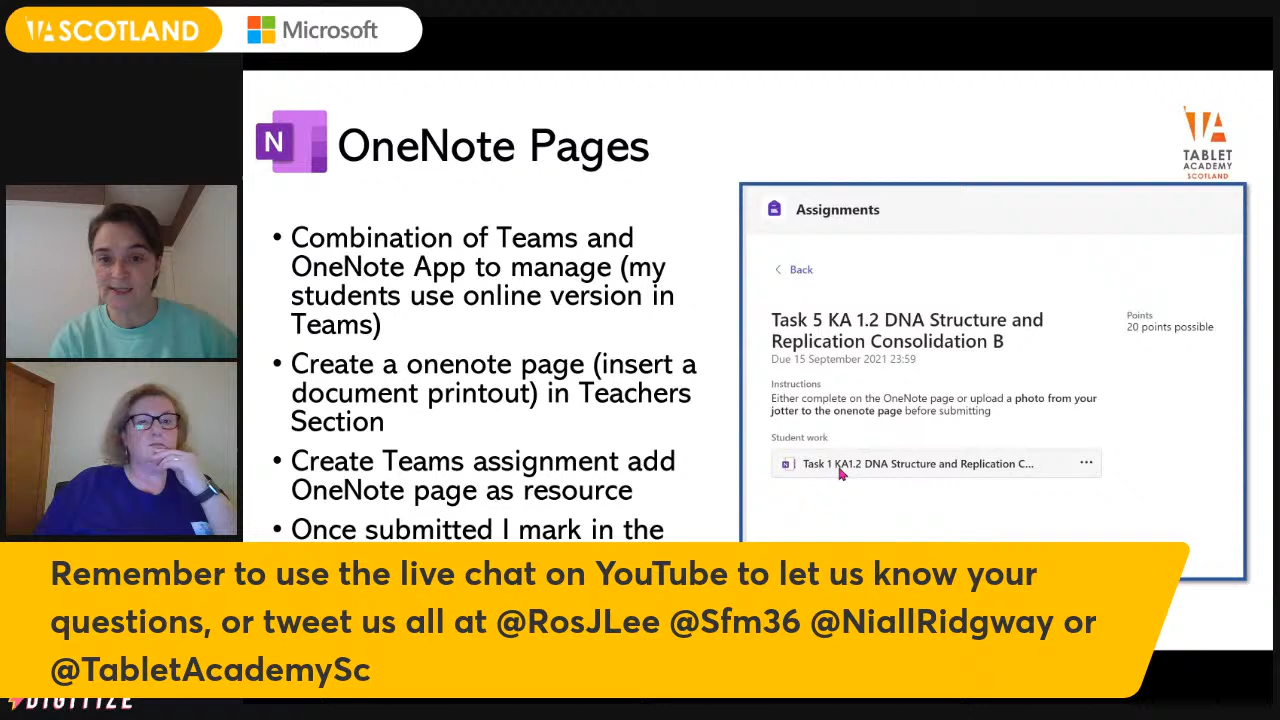 TA SCOTLAND
Microsoft
N
OneNote Pages
TA
TABLET
ACADEMY
SCOTLAND
• Combination of Teams and
OneNote App to manage (my
students use online version in
Teams)
• Create a onenote page (insert a
document printout) in Teachers
Section
• Create Teams assignment add
OneNote page as resource
• Once submitted I mark in the
Assignments
Back
Task 5 KA 1.2 DNA Structure and
Replication Consolidation B
Due 15 September 2021 23:59
Points
20 points possible
Instructions
Either complete on the OneNote page or upload a photo from your
jotter to the onenote page before submitting
Student work
Task 1 KA1.2 DNA Structure and Replication C...
Remember to use the live chat on YouTube to let us know your
questions, or tweet us all at @RosJLee @Sfm36 @NiallRidgway or
@TabletAcademySc
DIGITIZE